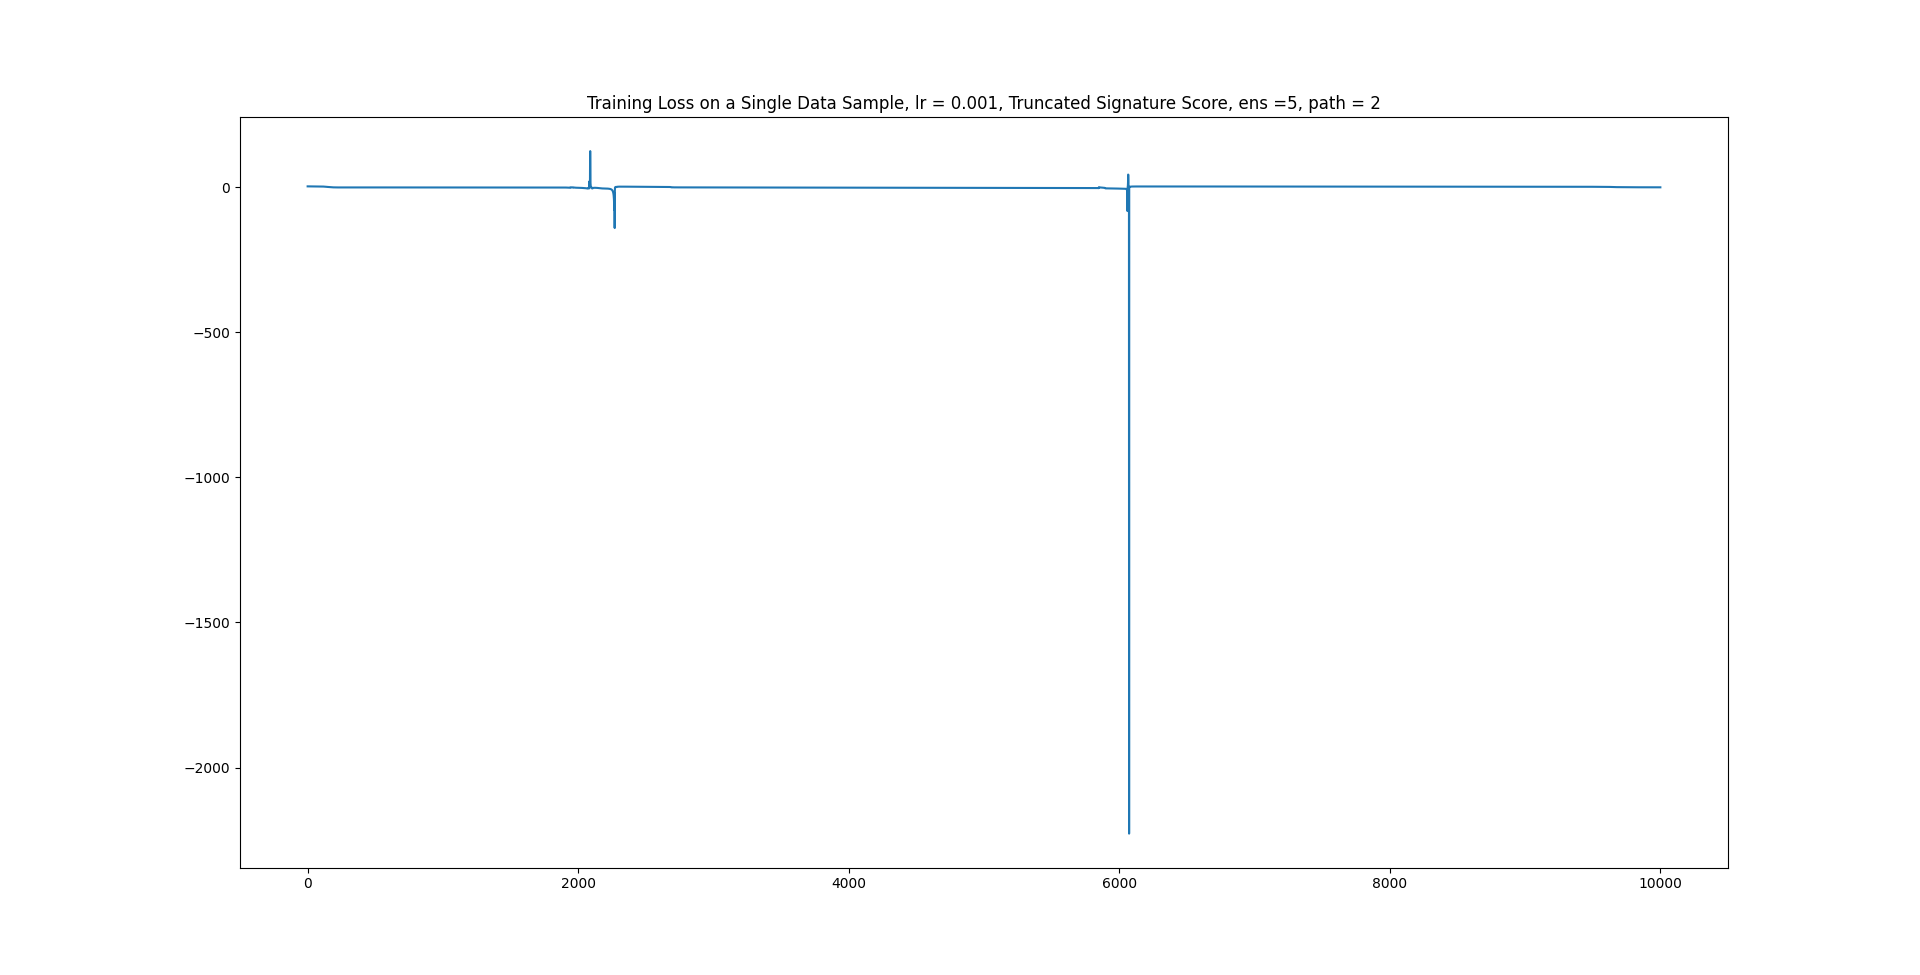 Training Loss on a Single Data Sample, lr = 0.001, Truncated Signature Score, ens =5, path = 2
0
−500
−1000
−1500
−2000
0 2000 4000 6000 8000 10000